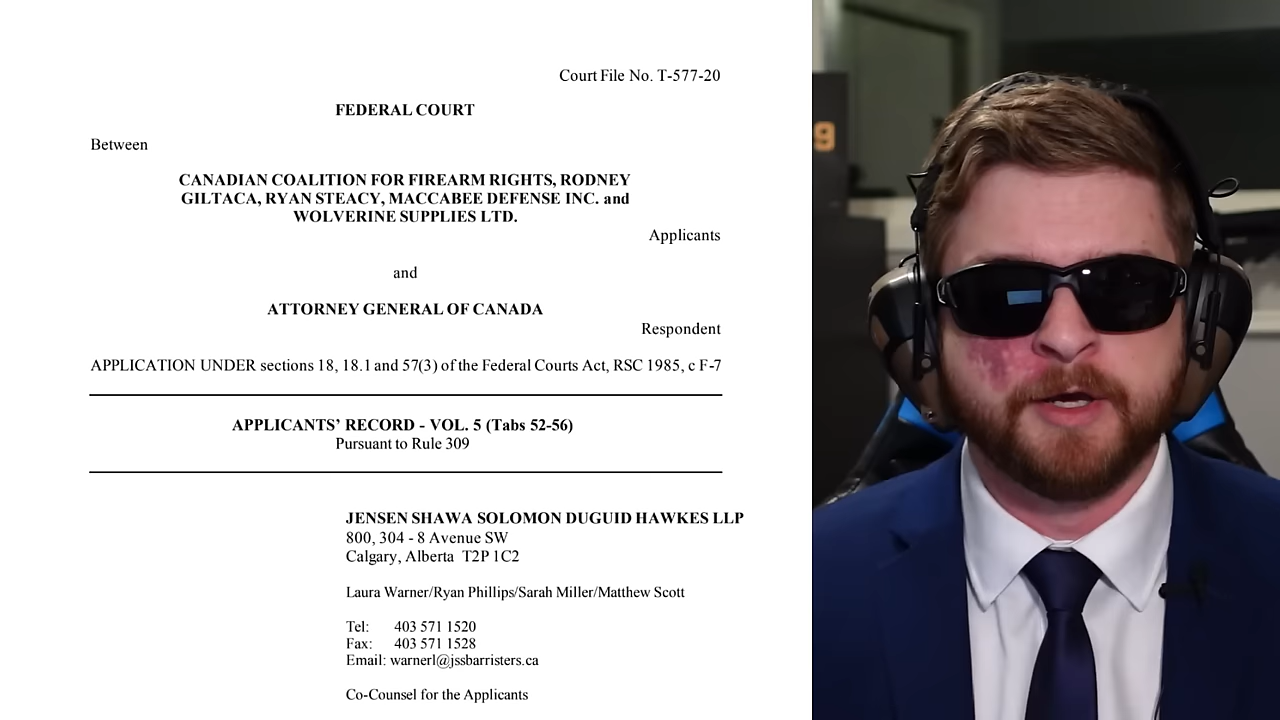 Court File No. T-577-20
FEDERAL COURT
Between
CANADIAN COALITION FOR FIREARM RIGHTS, RODNEY
GILTACA, RYAN STEACY, MACCABEE DEFENSE INC. and
WOLVERINE SUPPLIES LTD.
Applicants
and
ATTORNEY GENERAL OF CANADA
Respondent
APPLICATION UNDER sections 18, 18.1 and 57(3) of the Federal Courts Act, RSC 1985, c F-7
APPLICANTS' RECORD - VOL. 5 (Tabs 52-56)
Pursuant to Rule 309
JENSEN SHAWA SOLOMON DUGUID HAWKES LLP
800, 304 - 8 Avenue SW
Calgary, Alberta T2P 1C2
Laura Warner/Ryan Phillips/Sarah Miller/Matthew Scott
Tel: 403 571 1520
Fax: 403 571 1528
Email: warnerl@jssbarristers.ca
Co-Counsel for the Applicants
9